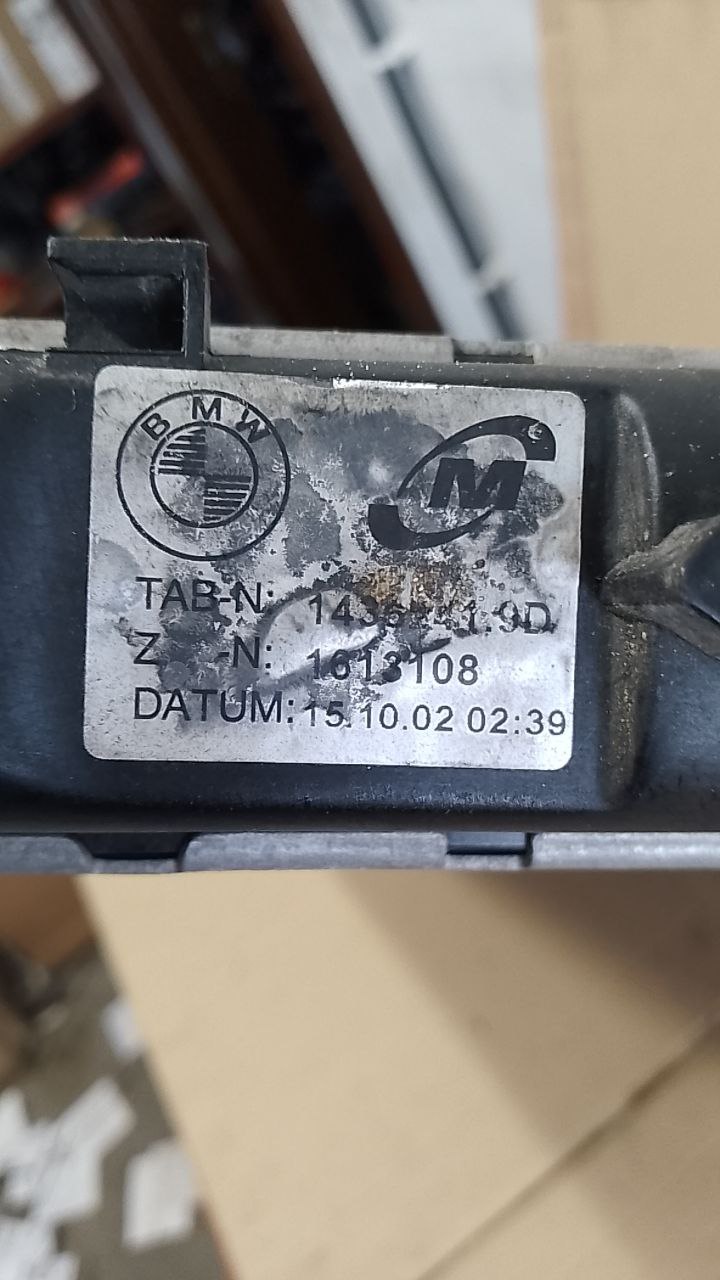 BMW
M
TAB-N:
-N: 1613108
DATUM: 15.10.02 02:39